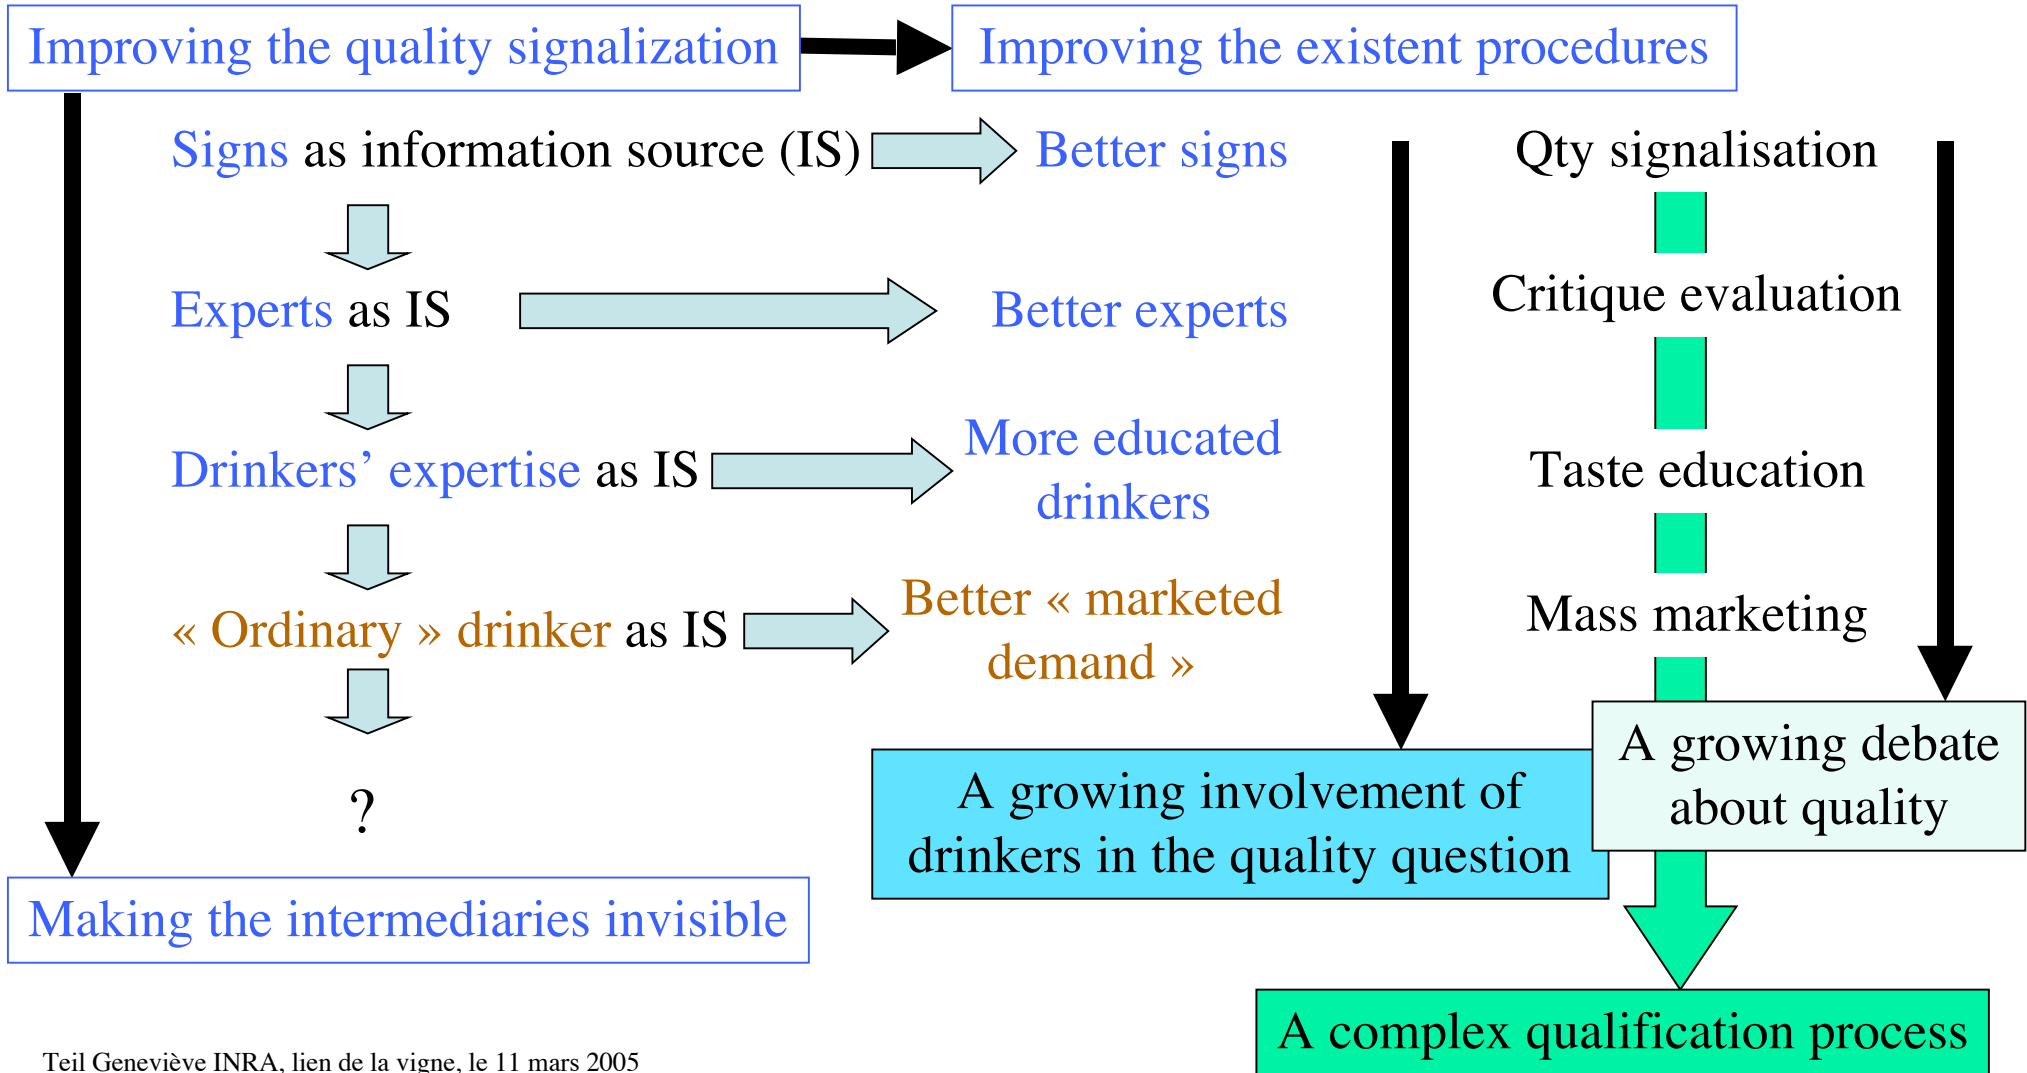 Improving the quality signalization
Improving the existent procedures
Signs as information source (IS)
Better signs
Qty signalisation
Experts as IS
Better experts
Critique evaluation
Drinkers’ expertise as IS
More educated
drinkers
Taste education
« Ordinary » drinker as IS
Better « marketed
demand »
Mass marketing
?
A growing involvement of
drinkers in the quality question
A growing debate
about quality
Making the intermediaries invisible
A complex qualification process
Teil Geneviève INRA, lien de la vigne, le 11 mars 2005